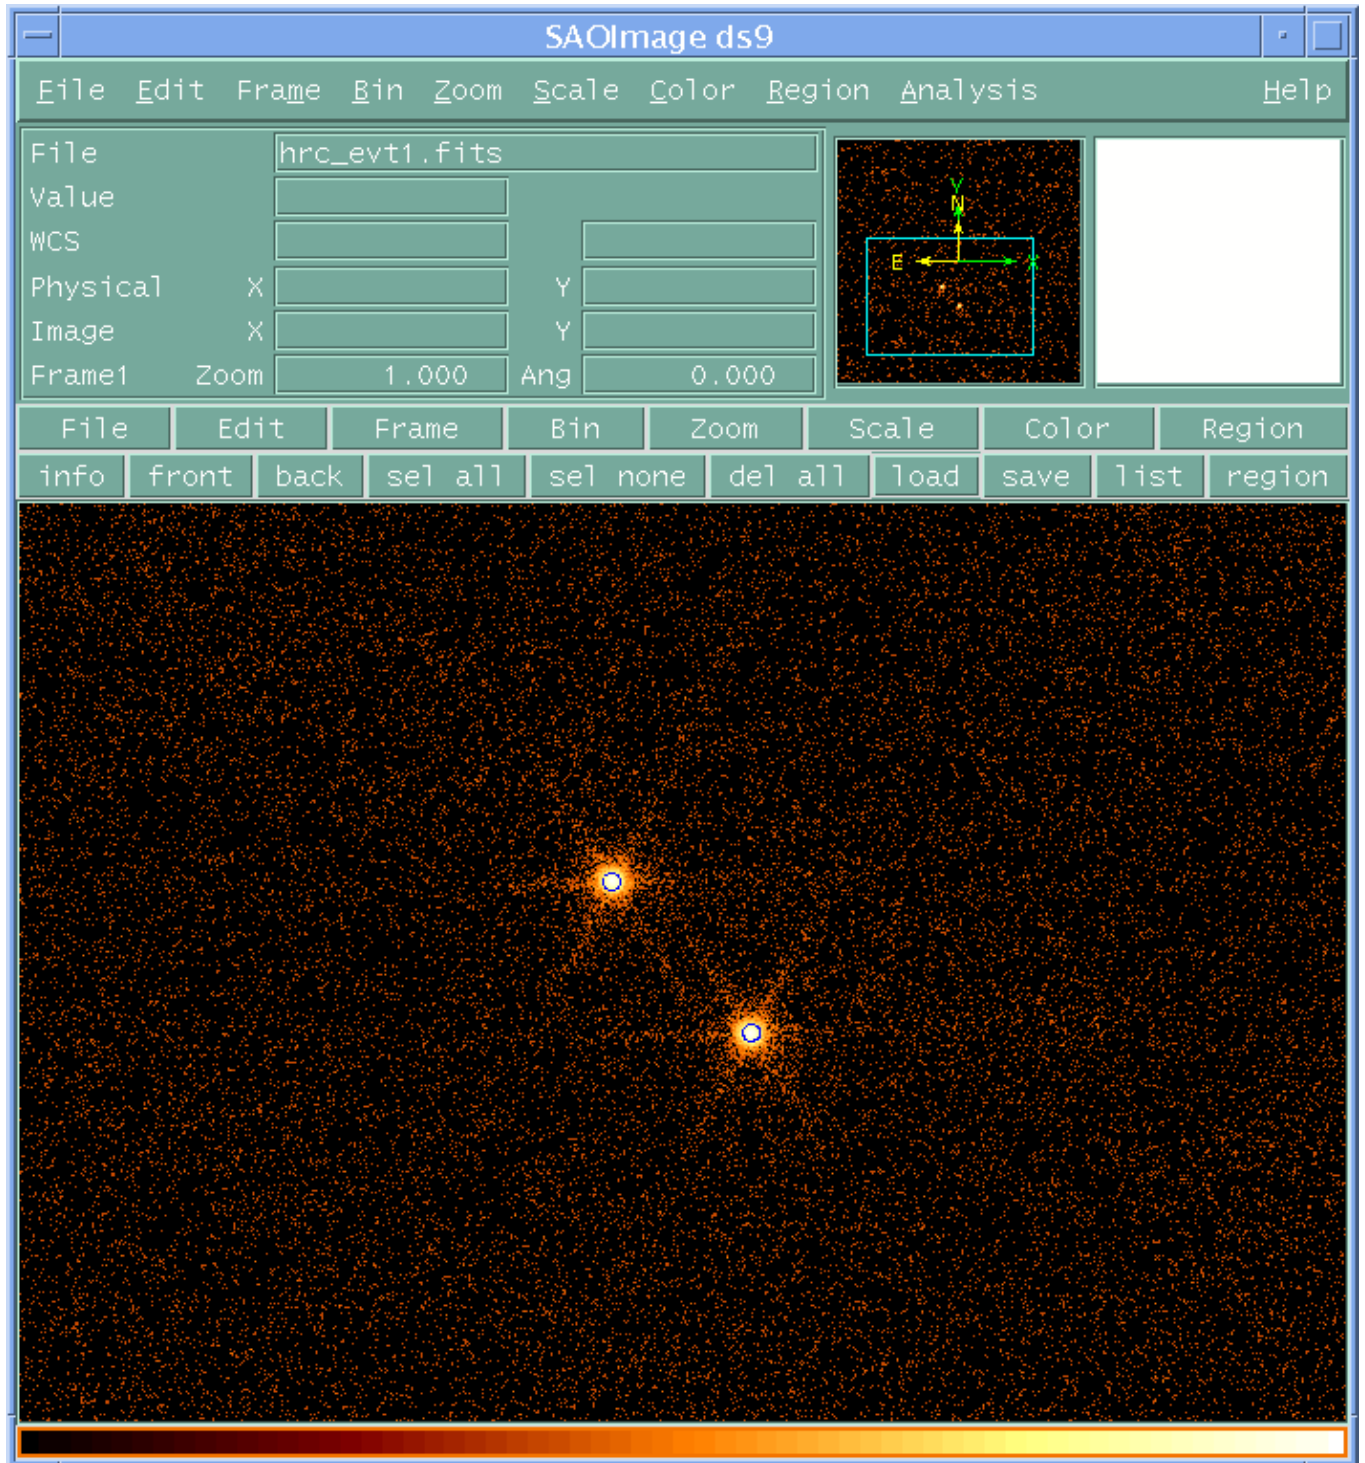 SAOImage ds9
File Edit Frame Bin Zoom Scale Color Region Analysis Help
File hrc_evt1.fits
Value
WCS
Physical X Y
Image X Y
Frame1 Zoom 1.000 Ang 0.000
Y
N
E X
File Edit Frame Bin Zoom Scale Color Region
info front back sel all sel none del all load save list region